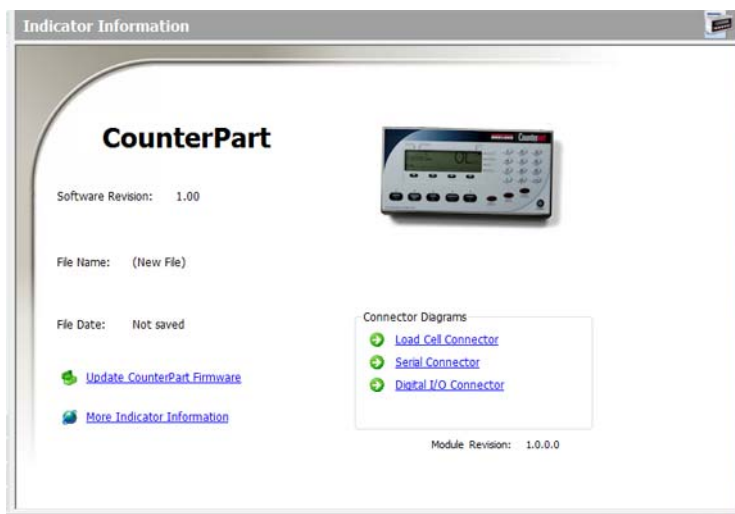 Indicator Information
CounterPart
Software Revision: 1.00
File Name: (New File)
File Date: Not saved
Update CounterPart Firmware
More Indicator Information
Connector Diagrams
Load Cell Connector
Serial Connector
Digital I/O Connector
Module Revision: 1.0.0.0